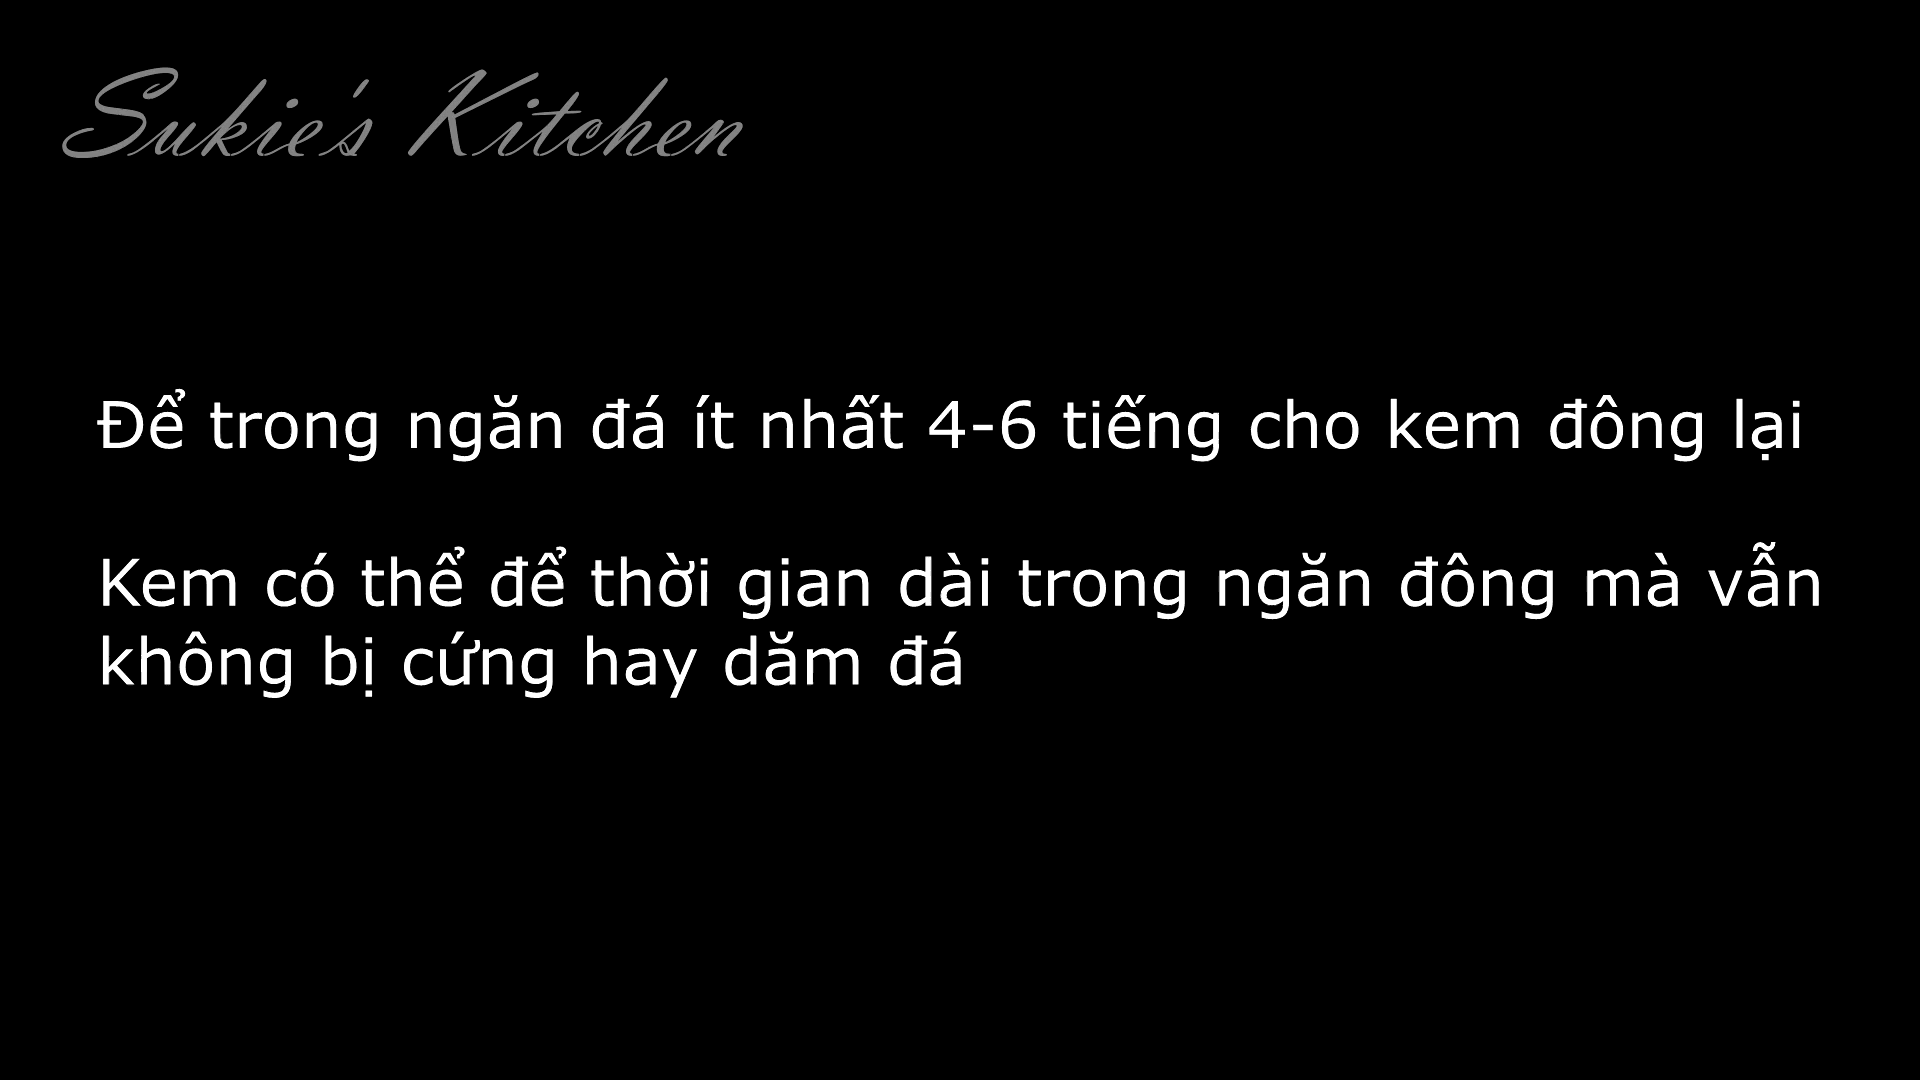 Sukie's Kitchen
Để trong ngăn đá ít nhất 4-6 tiếng cho kem đông lại
Kem có thể để thời gian dài trong ngăn đông mà vẫn
không bị cứng hay dăm đá